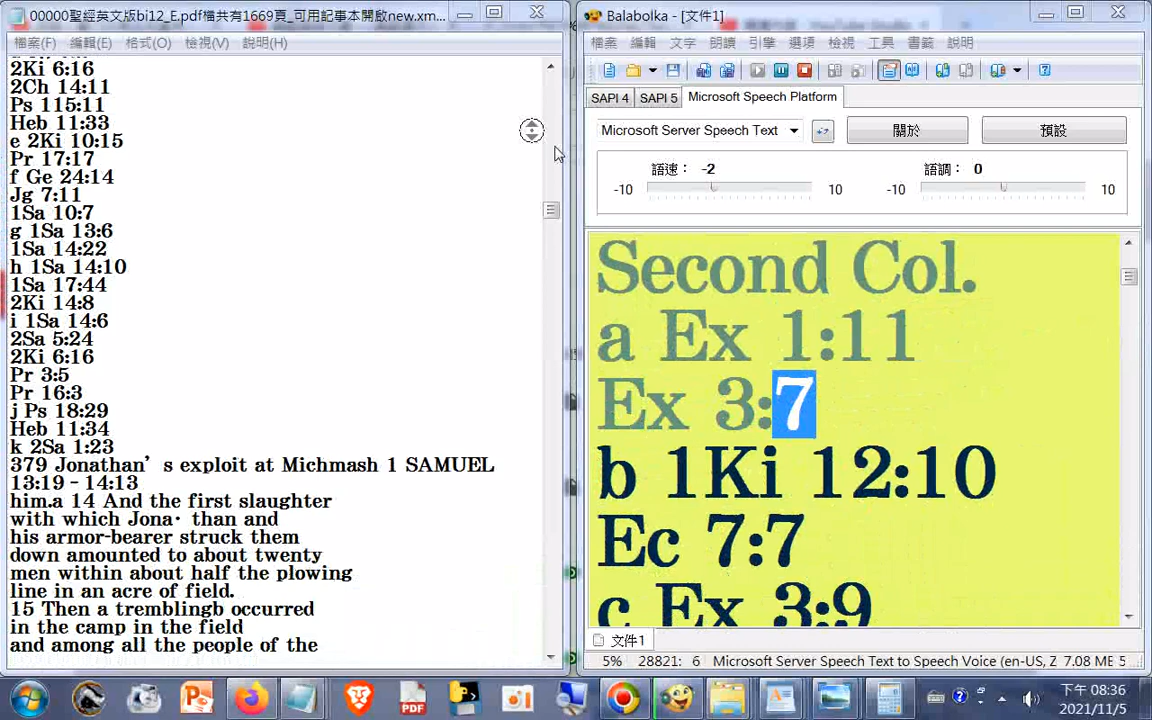 00000聖經英文版bi12_E.pdf檔共有1669頁_可用記事本開啟new.xm...
檔案(F) 編輯(E) 格式(O) 檢視(V) 說明(H)
2Ki 6:16
2Ch 14:11
Ps 115:11
Heb 11:33
e 2Ki 10:15
Pr 17:17
f Ge 24:14
Jg 7:11
1Sa 10:7
g 1Sa 13:6
1Sa 14:22
h 1Sa 14:10
1Sa 17:44
2Ki 14:8
i 1Sa 14:6
2Sa 5:24
2Ki 6:16
Pr 3:5
Pr 16:3
j Ps 18:29
Heb 11:34
k 2Sa 1:23
379 Jonathan’s exploit at Michmash 1 SAMUEL
13:19–14:13
him.a 14 And the first slaughter
with which Jona· than and
his armor-bearer struck them
down amounted to about twenty
men within about half the plowing
line in an acre of field.
15 Then a tremblingb occurred
in the camp in the field
and among all the people of the
Balabolka - [文件1]
檔案 編輯 文字 朗讀 引擎 選項 檢視 工具 書籤 說明
SAPI 4 SAPI 5 Microsoft Speech Platform
Microsoft Server Speech Text 關於 預設
語速： -2 語調： 0
-10 10 -10 10
Second Col.
a Ex 1:11
Ex 3:7
b 1Ki 12:10
Ec 7:7
c Ex 3:9
文件1
5% 28821: 6 Microsoft Server Speech Text to Speech Voice (en-US, Z 7.08 MB 5
PDF
下午 08:36
2021/11/5